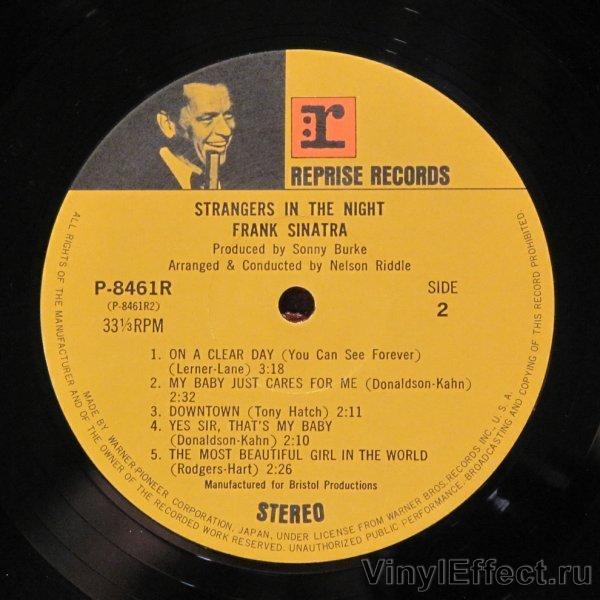 r
REPRISE RECORDS
STRANGERS IN THE NIGHT
FRANK SINATRA
Produced by Sonny Burke
Arranged & Conducted by Nelson Riddle
P-8461R
(P-8461R2)
33⅓RPM
SIDE
2
1. ON A CLEAR DAY (You Can See Forever)
(Lerner-Lane) 3:18
2. MY BABY JUST CARES FOR ME (Donaldson-Kahn)
2:32
3. DOWNTOWN (Tony Hatch) 2:11
4. YES SIR, THAT'S MY BABY
(Donaldson-Kahn) 2:10
5. THE MOST BEAUTIFUL GIRL IN THE WORLD
(Rodgers-Hart) 2:26
Manufactured for Bristol Productions
STEREO
MADE BY WARNER-PIONEER CORPORATION, JAPAN, UNDER LICENSE FROM WARNER BROS. RECORDS INC., U.S.A.
ALL RIGHTS OF THE MANUFACTURER AND OF THE OWNER OF THE RECORDED WORK RESERVED. UNAUTHORIZED PUBLIC PERFORMANCE, BROADCASTING AND COPYING OF THIS RECORD PROHIBITED.
VinylEffect.ru